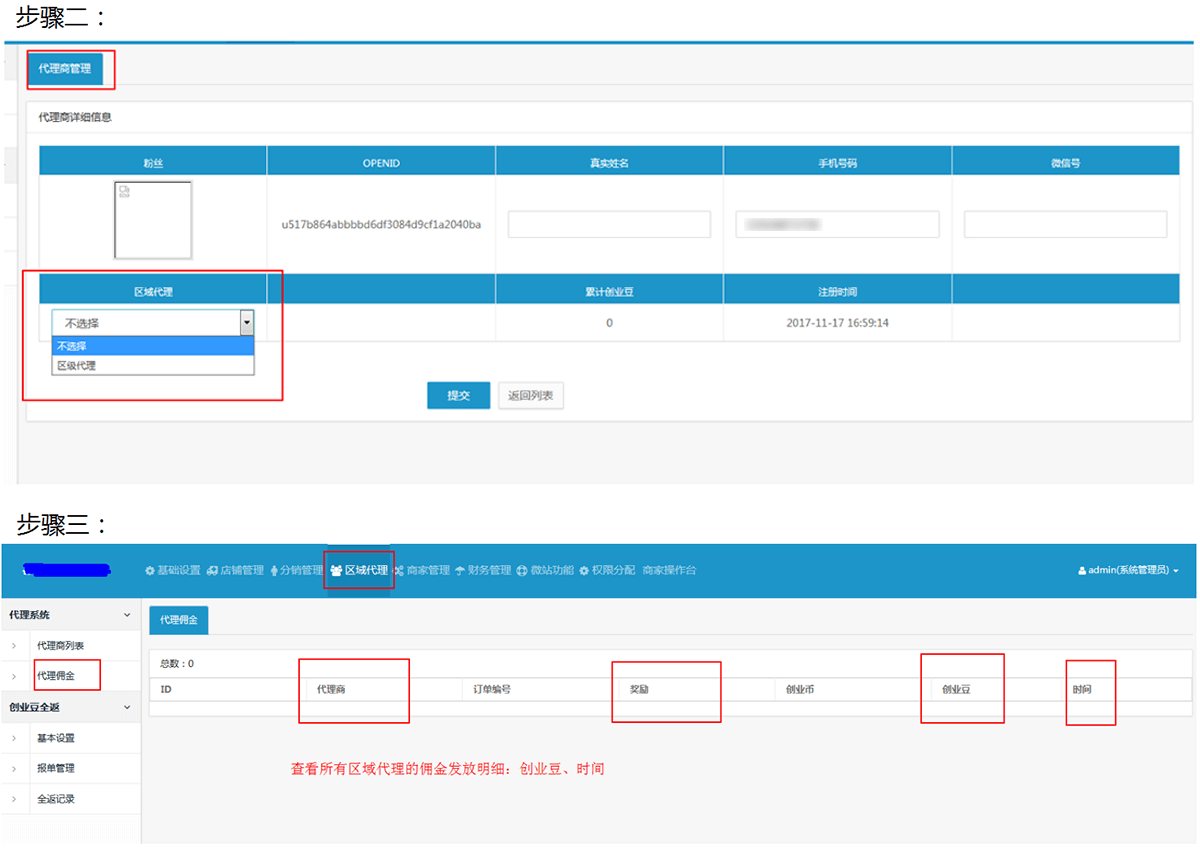 步骤二：
代理商管理
代理商详细信息
粉丝 OPENID 真实姓名 手机号码 微信号
u517b864abbbbd6df3084d9cf1a2040ba
区域代理 累计创业豆 注册时间
不选择 0 2017-11-17 16:59:14
不选择
区级代理
提交 返回列表
步骤三：
基础设置 店铺管理 分销管理 区域代理 商家管理 财务管理 微站功能 权限分配 商家操作台 admin(系统管理员)
代理系统
代理商列表
代理佣金
创业豆全返
基本设置
报单管理
全返记录
代理佣金
总数：0
ID 代理商 订单编号 奖励 创业币 创业豆 时间
查看所有区域代理的佣金发放明细：创业豆、时间